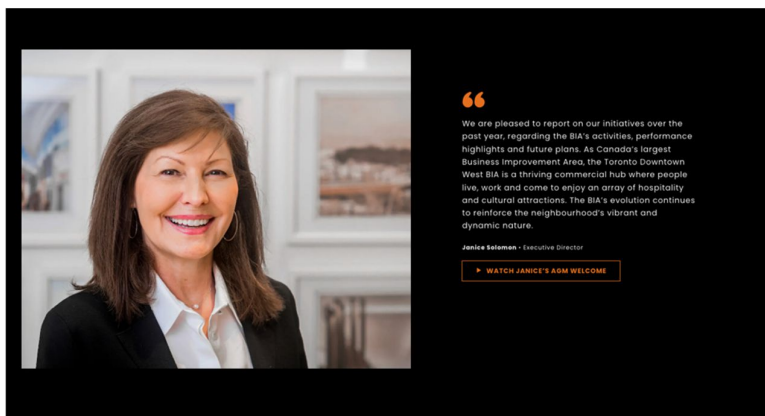 “
We are pleased to report on our initiatives over the
past year, regarding the BIA's activities, performance
highlights and future plans. As Canada's largest
Business Improvement Area, the Toronto Downtown
West BIA is a thriving commercial hub where people
live, work and come to enjoy an array of hospitality
and cultural attractions. The BIA's evolution continues
to reinforce the neighbourhood's vibrant and
dynamic nature.
Janice Solomon • Executive Director
WATCH JANICE'S AGM WELCOME